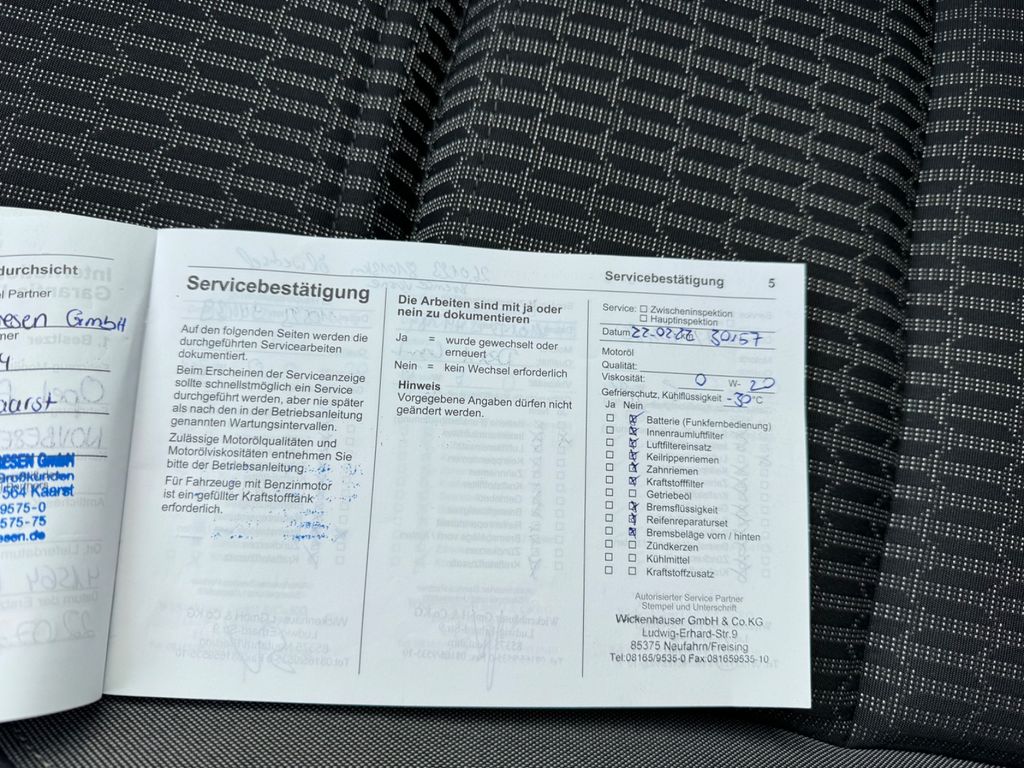 durchsicht
Partner
GmbH
aarst
ESEN GmbH
Großkunden
564 Kaarst
9575-0
575-75
sen.de
Servicebestätigung
Auf den folgenden Seiten werden die
durchgeführten Servicearbeiten
dokumentiert.
Beim Erscheinen der Serviceanzeige
sollte schnellstmöglich ein Service
durchgeführt werden, aber nie später
als nach den in der Betriebsanleitung
genannten Wartungsintervallen.
Zulässige Motorölqualitäten und
Motorölviskositäten entnehmen Sie
bitte der Betriebsanleitung.
Für Fahrzeuge mit Benzinmotor
ist ein gefüllter Kraftstofftank
erforderlich.
Die Arbeiten sind mit ja oder
nein zu dokumentieren
Ja = wurde gewechselt oder
erneuert
Nein = kein Wechsel erforderlich
Hinweis
Vorgegebene Angaben dürfen nicht
geändert werden.
Servicebestätigung 5
Service: Zwischeninspektion
Hauptinspektion
Datum 30157
Motoröl
Qualität:
Viskosität: 0 W- 20
Gefrierschutz, Kühlflüssigkeit -30 °C
Ja Nein
Batterie (Funkfernbedienung)
Innenraumluftfilter
Luftfiltereinsatz
Keilrippenriemen
Zahnriemen
Kraftstofffilter
Getriebeöl
Bremsflüssigkeit
Reifenreparaturset
Bremsbeläge vorn / hinten
Zündkerzen
Kühlmittel
Kraftstoffzusatz
Autorisierter Service Partner
Stempel und Unterschrift
Wickenhauser GmbH & Co.KG
Ludwig-Erhard-Str.9
85375 Neufahrn/Freising
Tel:08165/9535-0 Fax:081659535-10